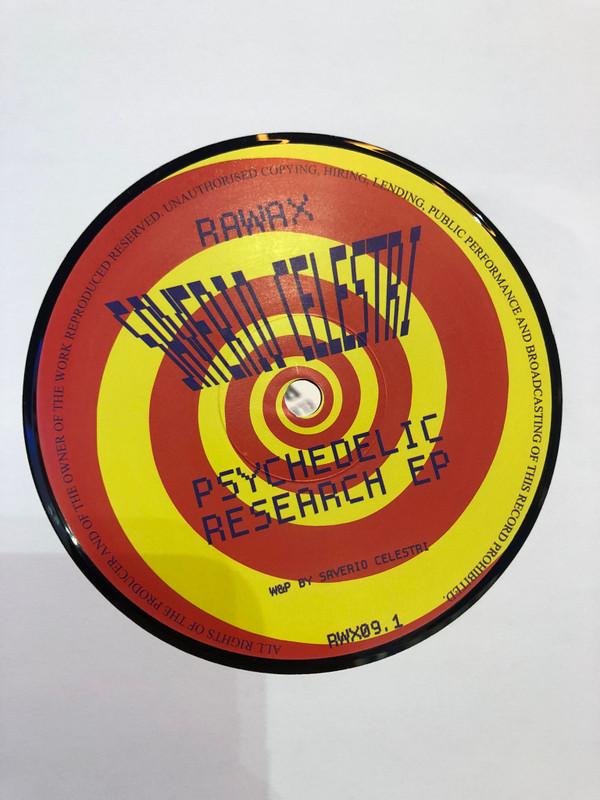 RAWAX
SAVERIO CELESTRI
PSYCHEDELIC
RESEARCH EP
W&P BY SAVERIO CELESTRI
RWX09.1
ALL RIGHTS OF THE PRODUCER AND OF THE OWNER OF THE WORK REPRODUCED RESERVED. UNAUTHORISED COPYING, HIRING, LENDING, PUBLIC PERFORMANCE AND BROADCASTING OF THIS RECORD PROHIBITED.